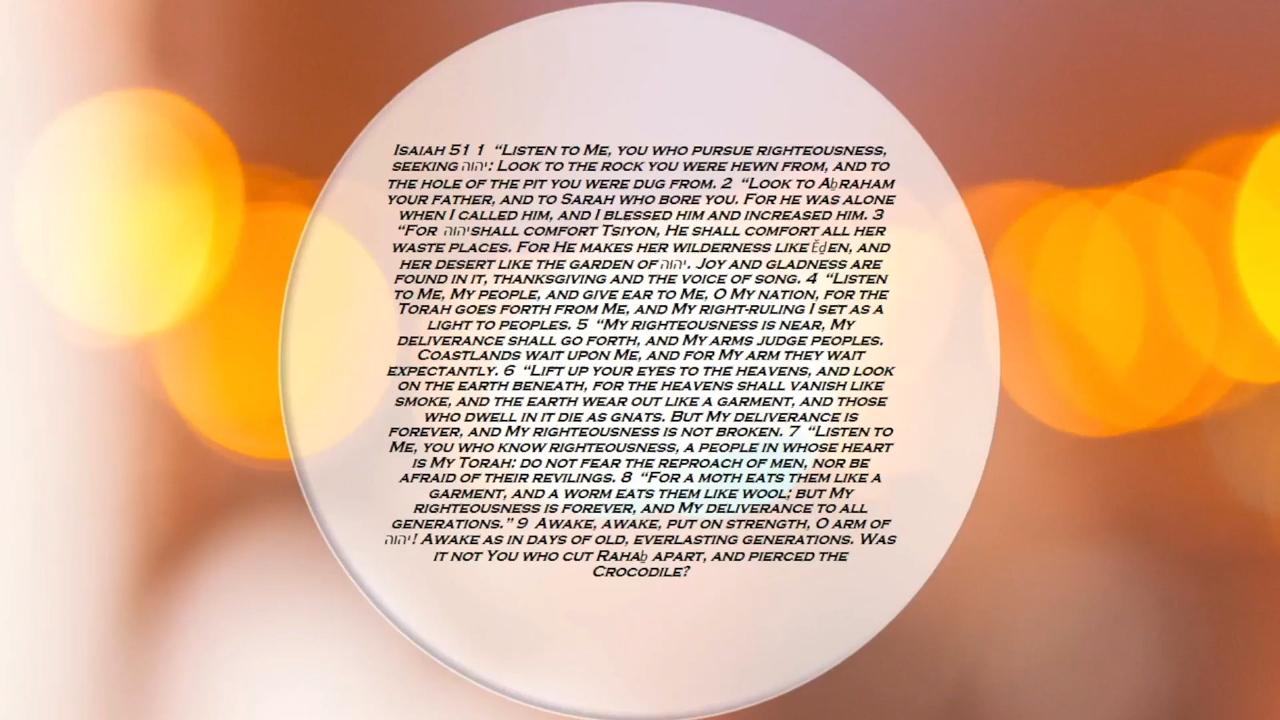 Isaiah 51 1 “Listen to Me, you who pursue righteousness,
seeking יהוה: Look to the rock you were hewn from, and to
the hole of the pit you were dug from. 2 “Look to Aḇraham
your father, and to Sarah who bore you. For he was alone
when I called him, and I blessed him and increased him. 3
“For יהוה shall comfort Tsiyon, He shall comfort all her
waste places. For He makes her wilderness like Ěḏen, and
her desert like the garden of יהוה. Joy and gladness are
found in it, thanksgiving and the voice of song. 4 “Listen
to Me, My people, and give ear to Me, O My nation, for the
Torah goes forth from Me, and My right-ruling I set as a
light to peoples. 5 “My righteousness is near, My
deliverance shall go forth, and My arms judge peoples.
Coastlands wait upon Me, and for My arm they wait
expectantly. 6 “Lift up your eyes to the heavens, and look
on the earth beneath, for the heavens shall vanish like
smoke, and the earth wear out like a garment, and those
who dwell in it die as gnats. But My deliverance is
forever, and My righteousness is not broken. 7 “Listen to
Me, you who know righteousness, a people in whose heart
is My Torah: do not fear the reproach of men, nor be
afraid of their revilings. 8 “For a moth eats them like a
garment, and a worm eats them like wool; but My
righteousness is forever, and My deliverance to all
generations.” 9 Awake, awake, put on strength, O arm of
יהוה! Awake as in days of old, everlasting generations. Was
it not You who cut Rahaḇ apart, and pierced the
Crocodile?